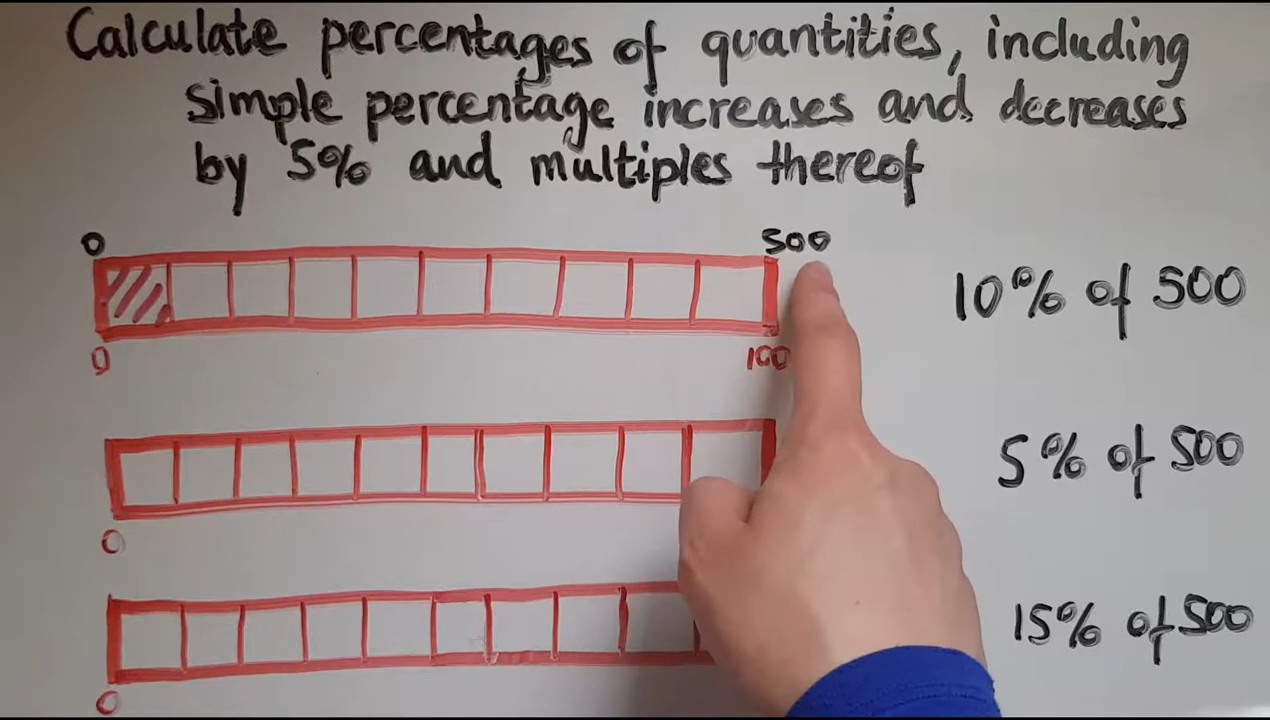 Calculate percentages of quantities, including
simple percentage increases and decreases
by 5% and multiples thereof
0 500
10% of 500
0 100
5% of 500
0
15% of 500
0